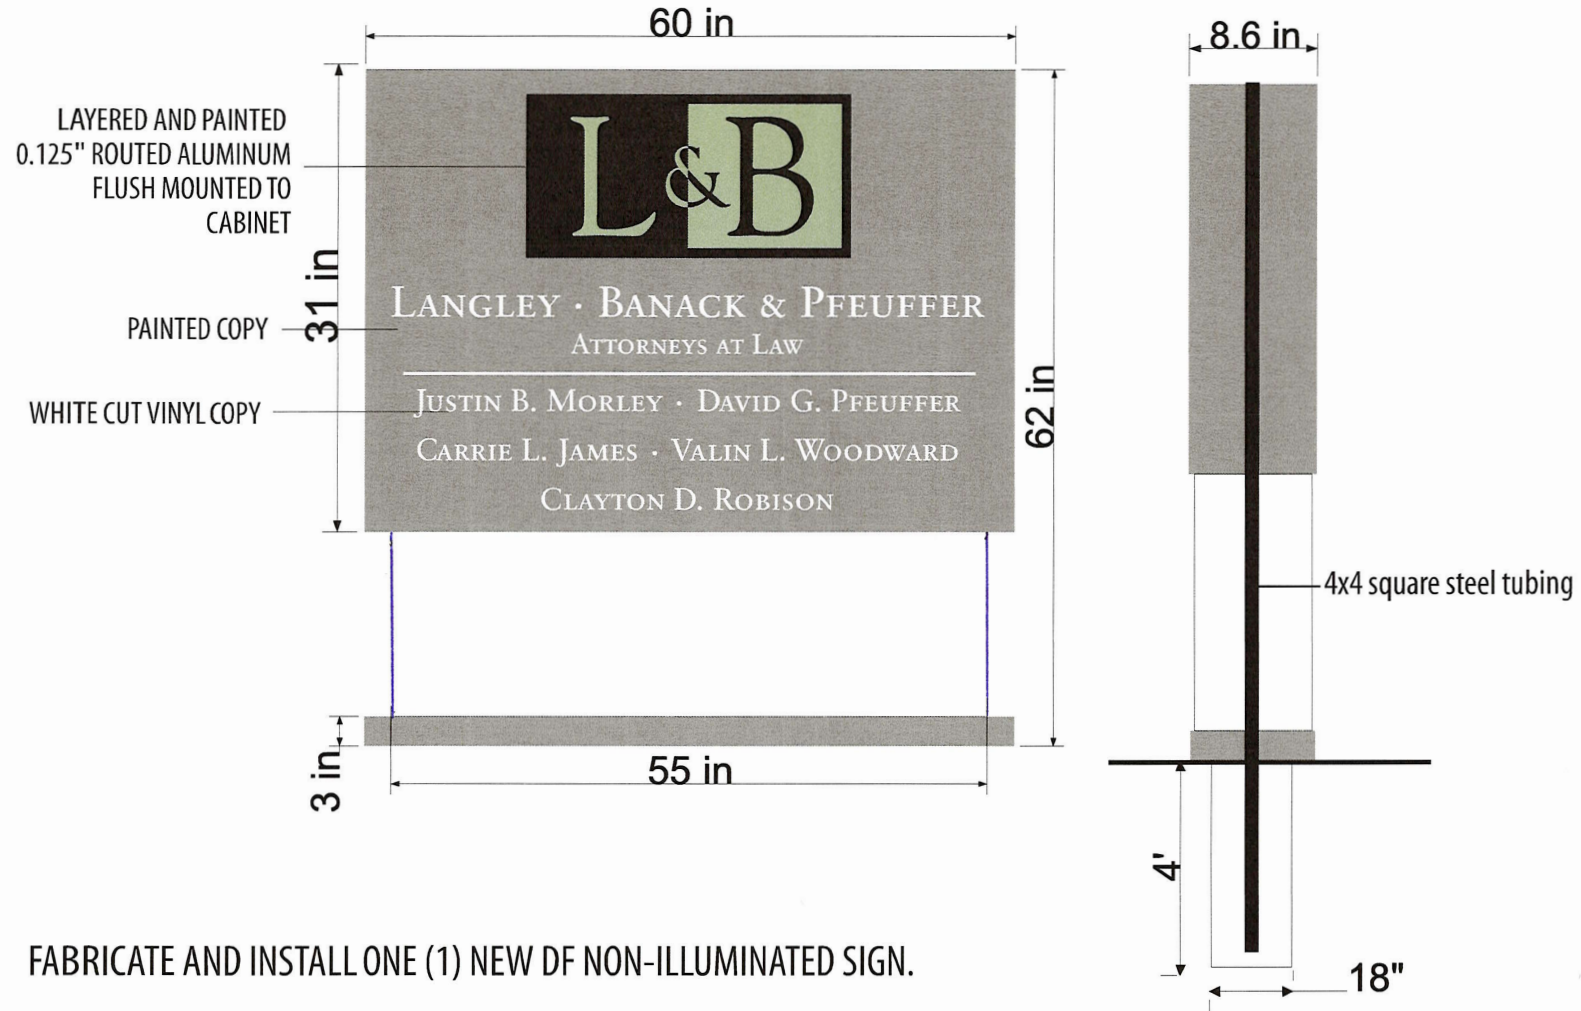 60 in
8.6 in
LAYERED AND PAINTED
0.125" ROUTED ALUMINUM
FLUSH MOUNTED TO
CABINET
L&B
31 in
LANGLEY · BANACK & PFEUFFER
PAINTED COPY
ATTORNEYS AT LAW
62 in
WHITE CUT VINYL COPY
JUSTIN B. MORLEY · DAVID G. PFEUFFER
CARRIE L. JAMES · VALIN L. WOODWARD
CLAYTON D. ROBISON
4x4 square steel tubing
3 in
55 in
4'
FABRICATE AND INSTALL ONE (1) NEW DF NON-ILLUMINATED SIGN.
18"